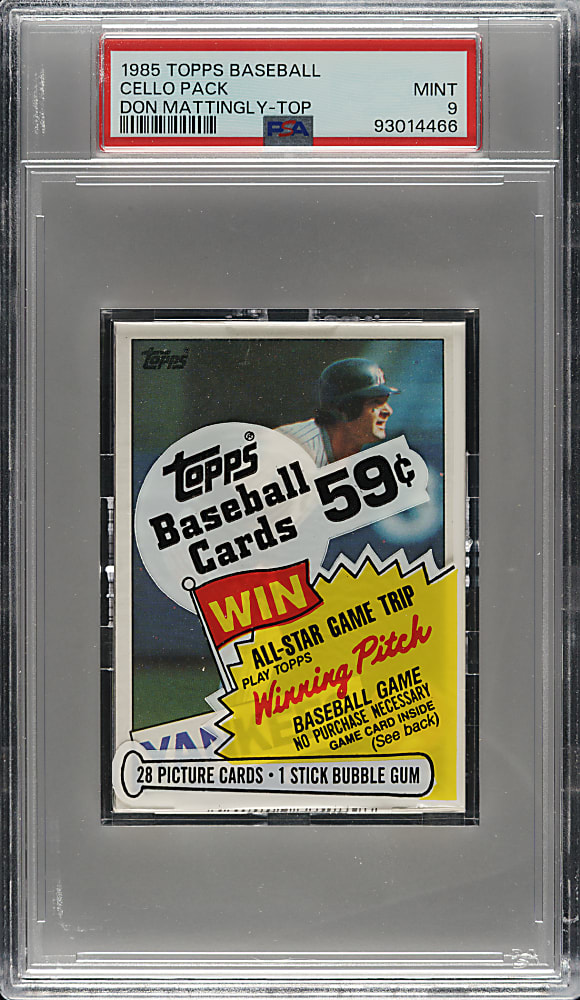 1985 TOPPS BASEBALL
CELLO PACK MINT
DON MATTINGLY-TOP 9
PSA 93014466
TOPPS
TOPPS®
Baseball
Cards
59¢
WIN
ALL-STAR GAME TRIP
PLAY TOPPS
Winning Pitch
BASEBALL GAME
NO PURCHASE NECESSARY
GAME CARD INSIDE
(See back)
YANKE
28 PICTURE CARDS • 1 STICK BUBBLE GUM